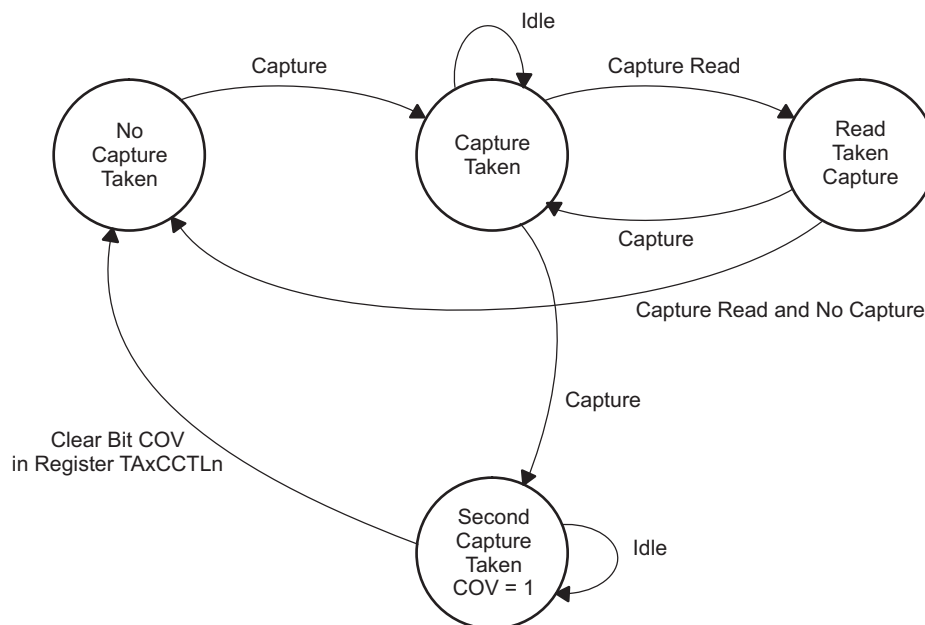 Idle
Capture
Capture Read
No
Capture
Taken
Capture
Taken
Read
Taken
Capture
Capture
Capture Read and No Capture
Capture
Clear Bit COV
in Register TAxCCTLn
Second
Capture
Taken
COV = 1
Idle